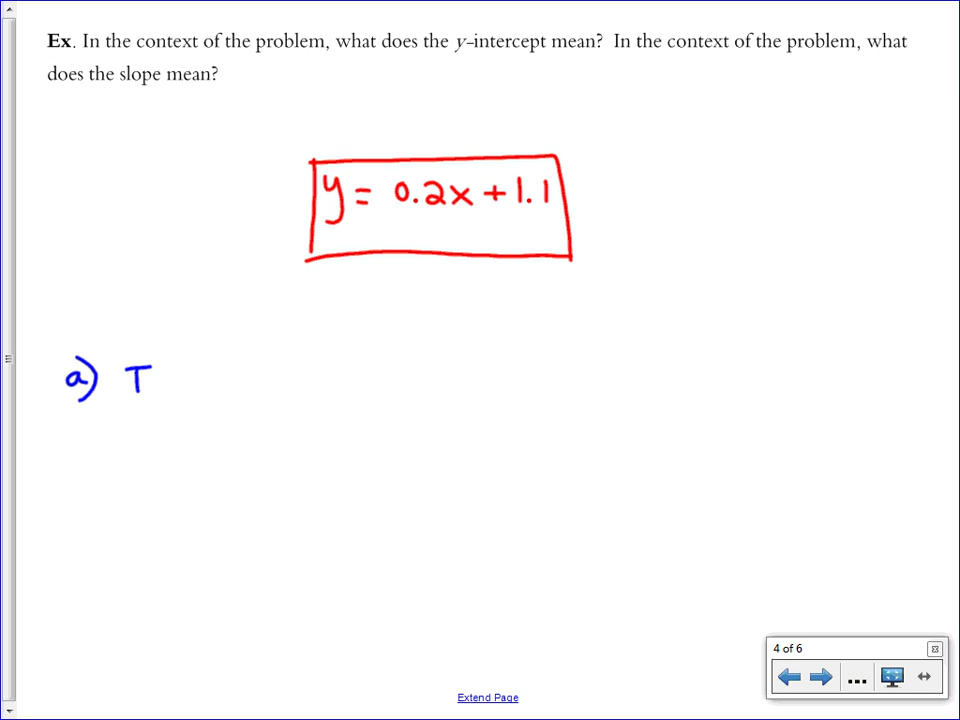 Ex. In the context of the problem, what does the y-intercept mean? In the context of the problem, what
does the slope mean?
y = 0.2x + 1.1
a) T
4 of 6
...
Extend Page